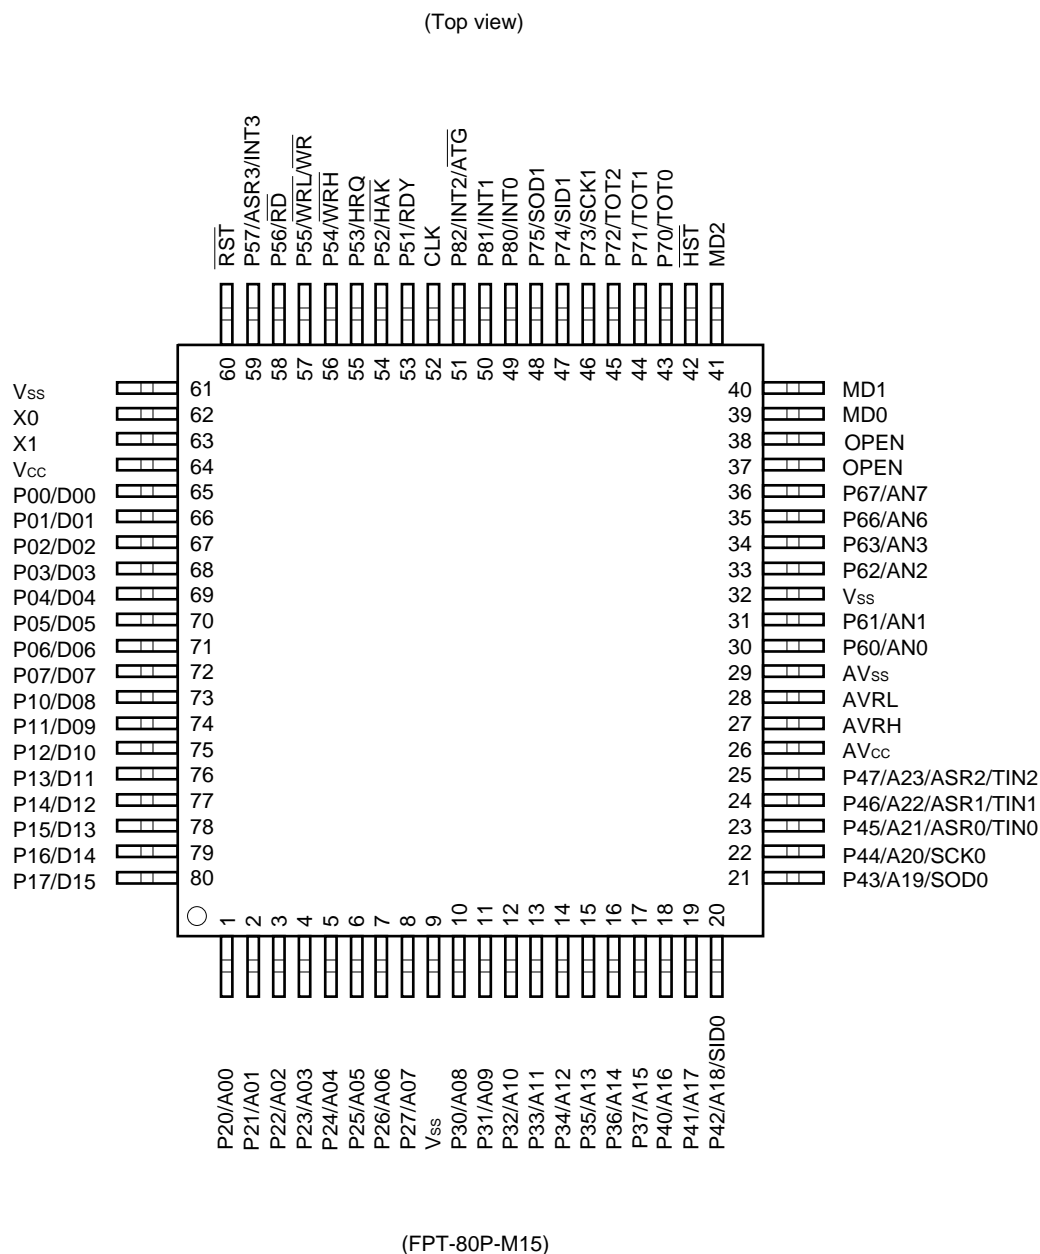 (Top view)
RST
P57/ASR3/INT3
P56/RD
P55/WRL/WR
P54/WRH
P53/HRQ
P52/HAK
P51/RDY
CLK
P82/INT2/ATG
P81/INT1
P80/INT0
P75/SOD1
P74/SID1
P73/SCK1
P72/TOT2
P71/TOT1
P70/TOT0
HST
MD2
60 59 58 57 56 55 54 53 52 51 50 49 48 47 46 45 44 43 42 41
Vss 61
X0 62
X1 63
Vcc 64
P00/D00 65
P01/D01 66
P02/D02 67
P03/D03 68
P04/D04 69
P05/D05 70
P06/D06 71
P07/D07 72
P10/D08 73
P11/D09 74
P12/D10 75
P13/D11 76
P14/D12 77
P15/D13 78
P16/D14 79
P17/D15 80
40 MD1
39 MD0
38 OPEN
37 OPEN
36 P67/AN7
35 P66/AN6
34 P63/AN3
33 P62/AN2
32 Vss
31 P61/AN1
30 P60/AN0
29 AVss
28 AVRL
27 AVRH
26 AVcc
25 P47/A23/ASR2/TIN2
24 P46/A22/ASR1/TIN1
23 P45/A21/ASR0/TIN0
22 P44/A20/SCK0
21 P43/A19/SOD0
1 2 3 4 5 6 7 8 9 10 11 12 13 14 15 16 17 18 19 20
P20/A00
P21/A01
P22/A02
P23/A03
P24/A04
P25/A05
P26/A06
P27/A07
Vss
P30/A08
P31/A09
P32/A10
P33/A11
P34/A12
P35/A13
P36/A14
P37/A15
P40/A16
P41/A17
P42/A18/SID0
(FPT-80P-M15)